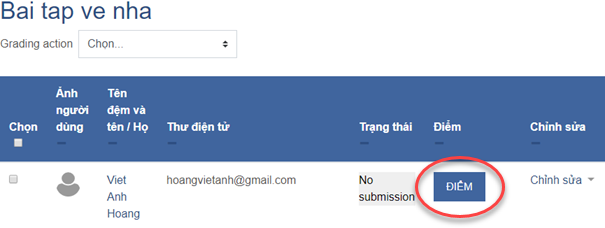 Bai tap ve nha
Grading action Chọn...
Chọn
Ảnh
người
dùng
Tên
đệm và
tên / Họ
Thư điện tử
Trạng thái
Điểm
Chỉnh sửa
Viet
Anh
Hoang
hoangvietanh@gmail.com
No
submission
ĐIỂM
Chỉnh sửa